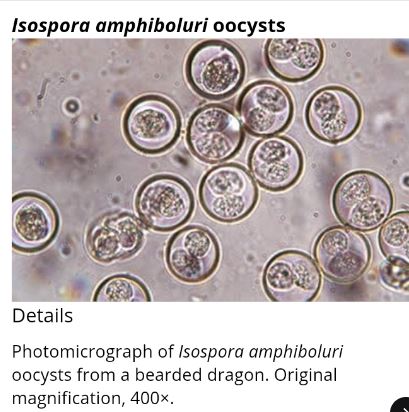 Isospora amphiboluri oocysts
Details
Photomicrograph of Isospora amphiboluri
oocysts from a bearded dragon. Original
magnification, 400×.